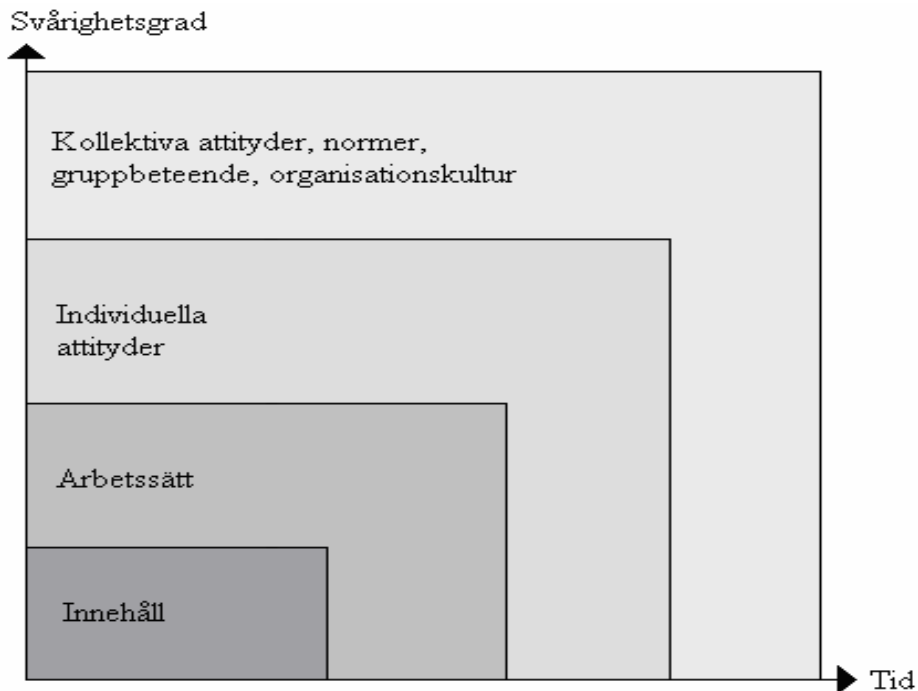 Svårighetsgrad
Kollektiva attityder, normer,
gruppbeteende, organisationskultur
Individuella
attityder
Arbetssätt
Innehåll
Tid